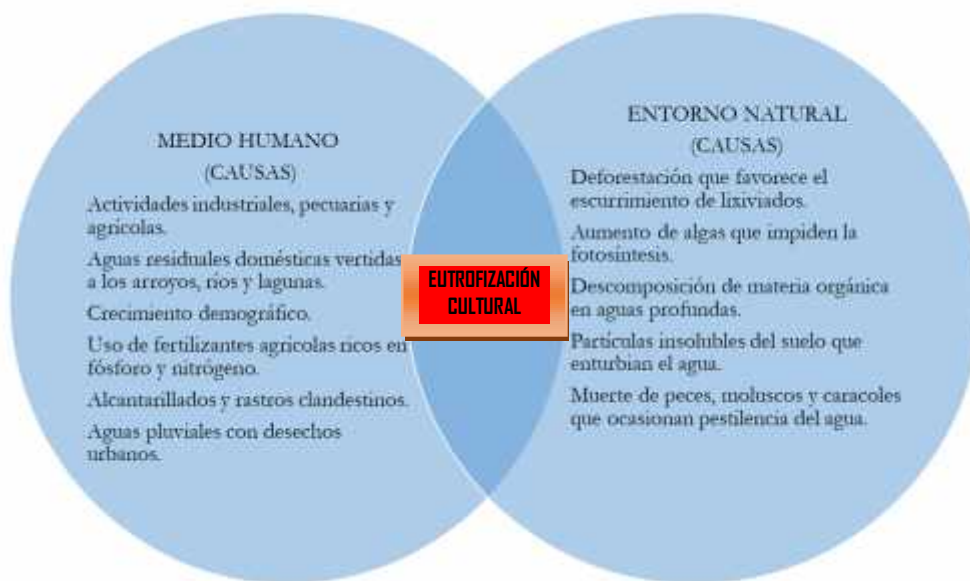 MEDIO HUMANO
(CAUSAS)
Actividades industriales, pecuarias y
agrícolas.
Aguas residuales domésticas vertidas
a los arroyos, ríos y lagunas.
Crecimiento demográfico.
Uso de fertilizantes agrícolas ricos en
fósforo y nitrógeno.
Alcantarillados y rastros clandestinos.
Aguas pluviales con desechos
urbanos.
EUTROFIZACIÓN
CULTURAL
ENTORNO NATURAL
(CAUSAS)
Deforestación que favorece el
escurrimiento de lixiviados.
Aumento de algas que impiden la
fotosíntesis.
Descomposición de materia orgánica
en aguas profundas.
Partículas insolubles del suelo que
enturbian el agua.
Muerte de peces, moluscos y caracoles
que ocasionan pestilencia del agua.